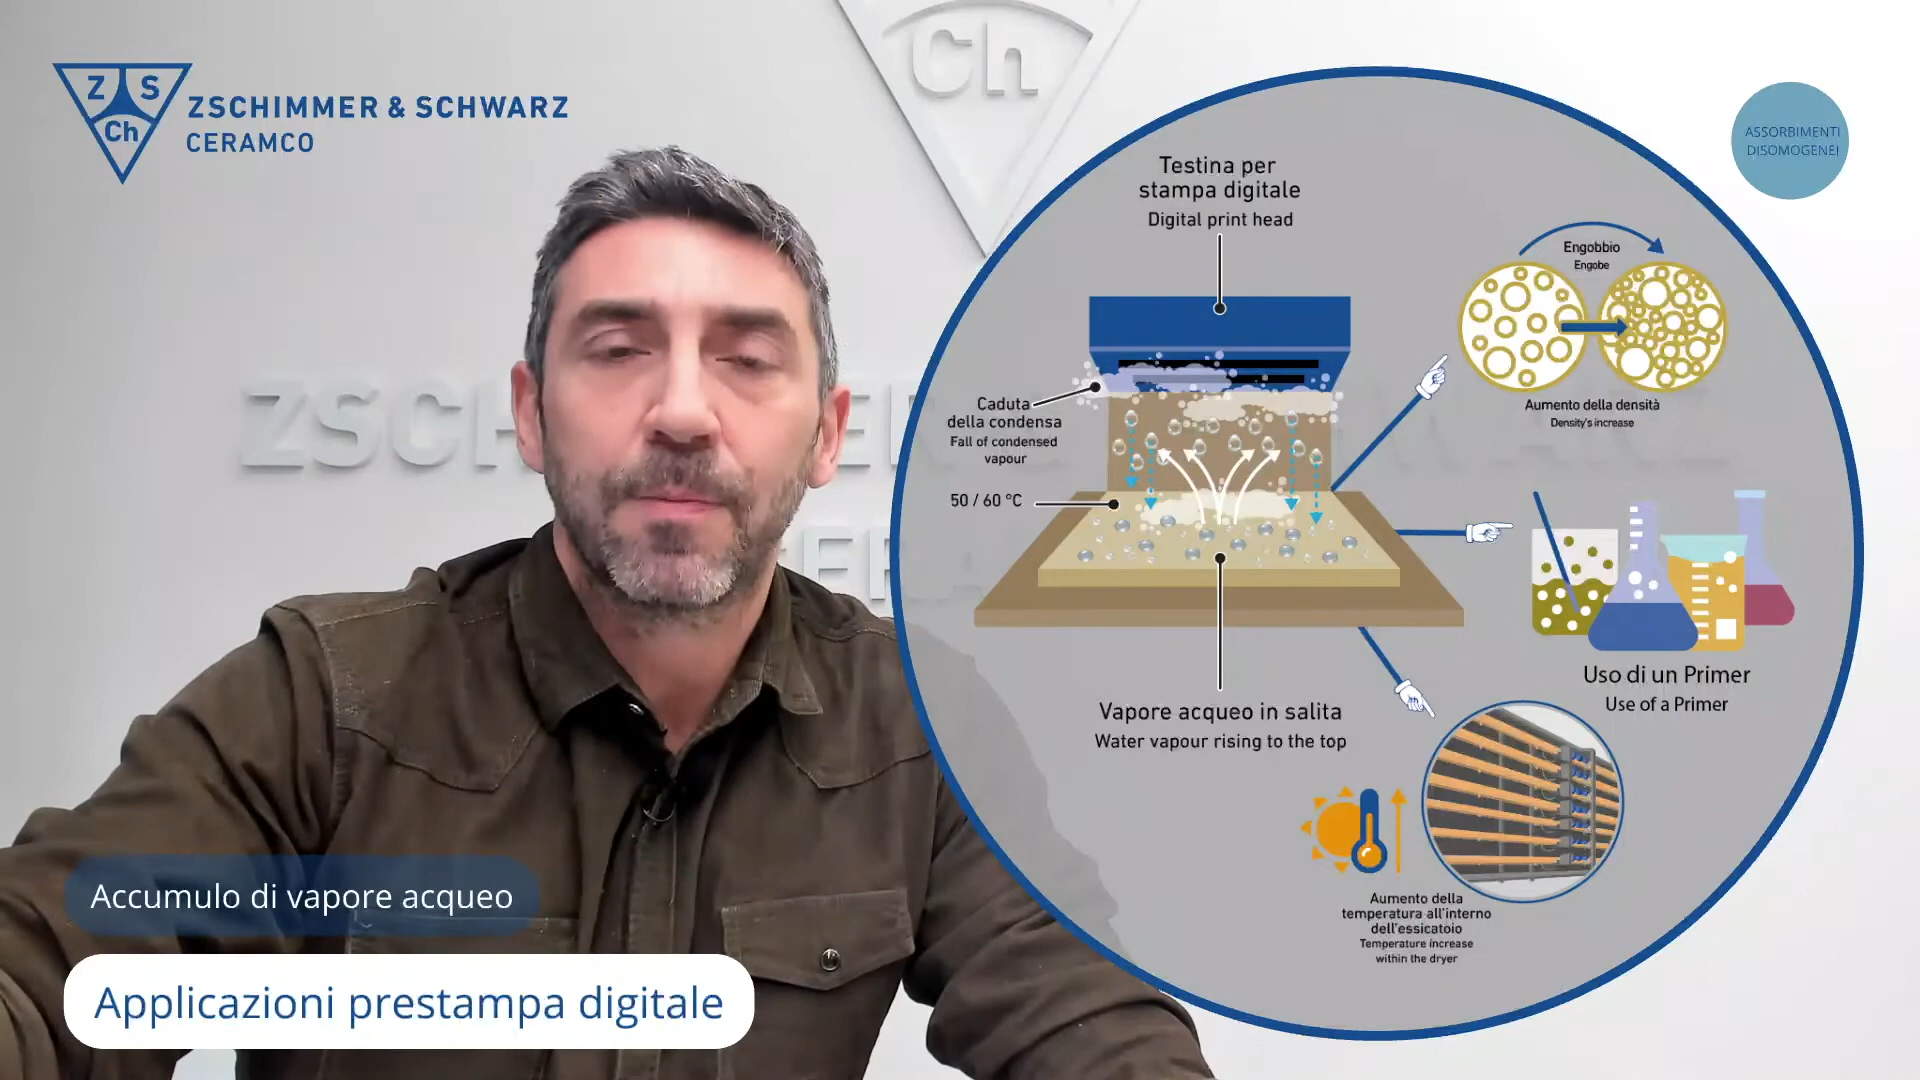 Z S
Ch
ZSCHIMMER & SCHWARZ
CERAMCO
Ch
ASSORBIMENTI
DISOMOGENEI
Testina per
stampa digitale
Digital print head
Engobbio
Engobe
Aumento della densità
Density's increase
Caduta
della condensa
Fall of condensed
vapour
50 / 60 °C
Uso di un Primer
Use of a Primer
Vapore acqueo in salita
Water vapour rising to the top
Aumento della
temperatura all'interno
dell'essicatoio
Temperature increase
within the dryer
Accumulo di vapore acqueo
Applicazioni prestampa digitale